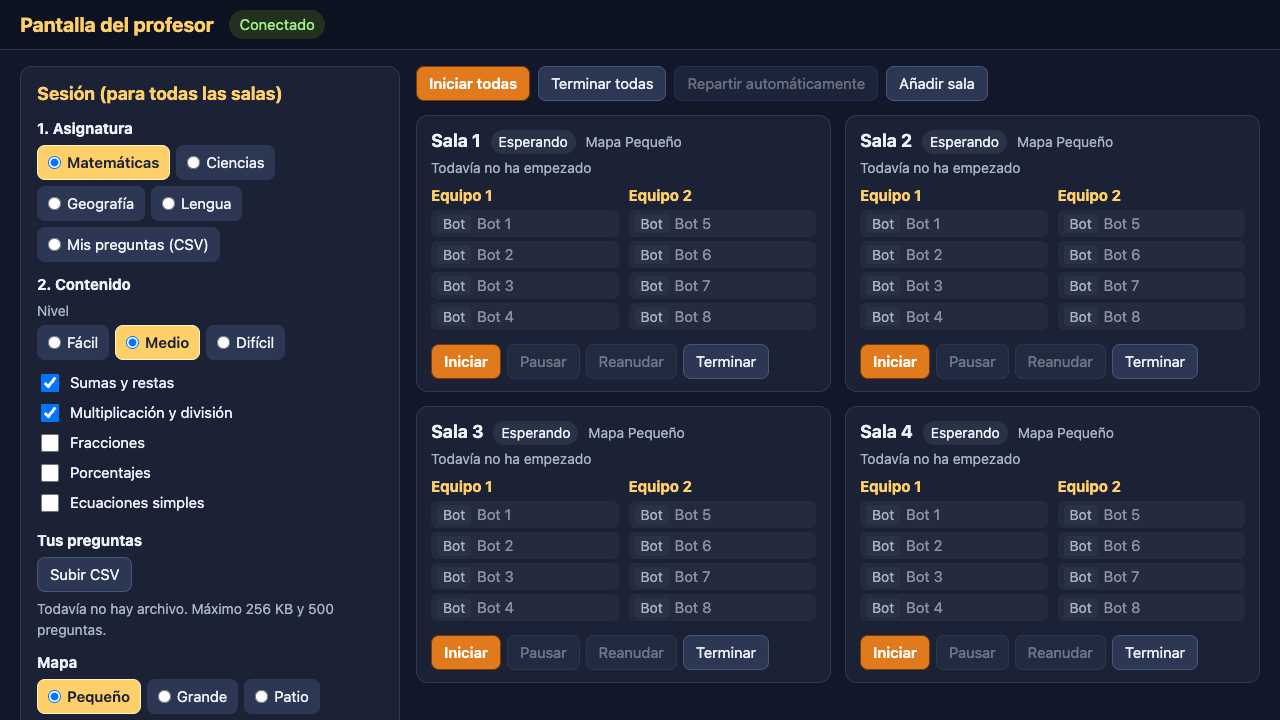 Pantalla del profesor
Conectado
Sesión (para todas las salas)
1. Asignatura
Matemáticas
Ciencias
Geografía
Lengua
Mis preguntas (CSV)
2. Contenido
Nivel
Fácil
Medio
Difícil
Sumas y restas
Multiplicación y división
Fracciones
Porcentajes
Ecuaciones simples
Tus preguntas
Subir CSV
Todavía no hay archivo. Máximo 256 KB y 500
preguntas.
Mapa
Pequeño
Grande
Patio
Iniciar todas
Terminar todas
Repartir automáticamente
Añadir sala
Sala 1
Esperando
Mapa Pequeño
Todavía no ha empezado
Equipo 1
Bot Bot 1
Bot Bot 2
Bot Bot 3
Bot Bot 4
Equipo 2
Bot Bot 5
Bot Bot 6
Bot Bot 7
Bot Bot 8
Iniciar
Pausar
Reanudar
Terminar
Sala 2
Esperando
Mapa Pequeño
Todavía no ha empezado
Equipo 1
Bot Bot 1
Bot Bot 2
Bot Bot 3
Bot Bot 4
Equipo 2
Bot Bot 5
Bot Bot 6
Bot Bot 7
Bot Bot 8
Iniciar
Pausar
Reanudar
Terminar
Sala 3
Esperando
Mapa Pequeño
Todavía no ha empezado
Equipo 1
Bot Bot 1
Bot Bot 2
Bot Bot 3
Bot Bot 4
Equipo 2
Bot Bot 5
Bot Bot 6
Bot Bot 7
Bot Bot 8
Iniciar
Pausar
Reanudar
Terminar
Sala 4
Esperando
Mapa Pequeño
Todavía no ha empezado
Equipo 1
Bot Bot 1
Bot Bot 2
Bot Bot 3
Bot Bot 4
Equipo 2
Bot Bot 5
Bot Bot 6
Bot Bot 7
Bot Bot 8
Iniciar
Pausar
Reanudar
Terminar